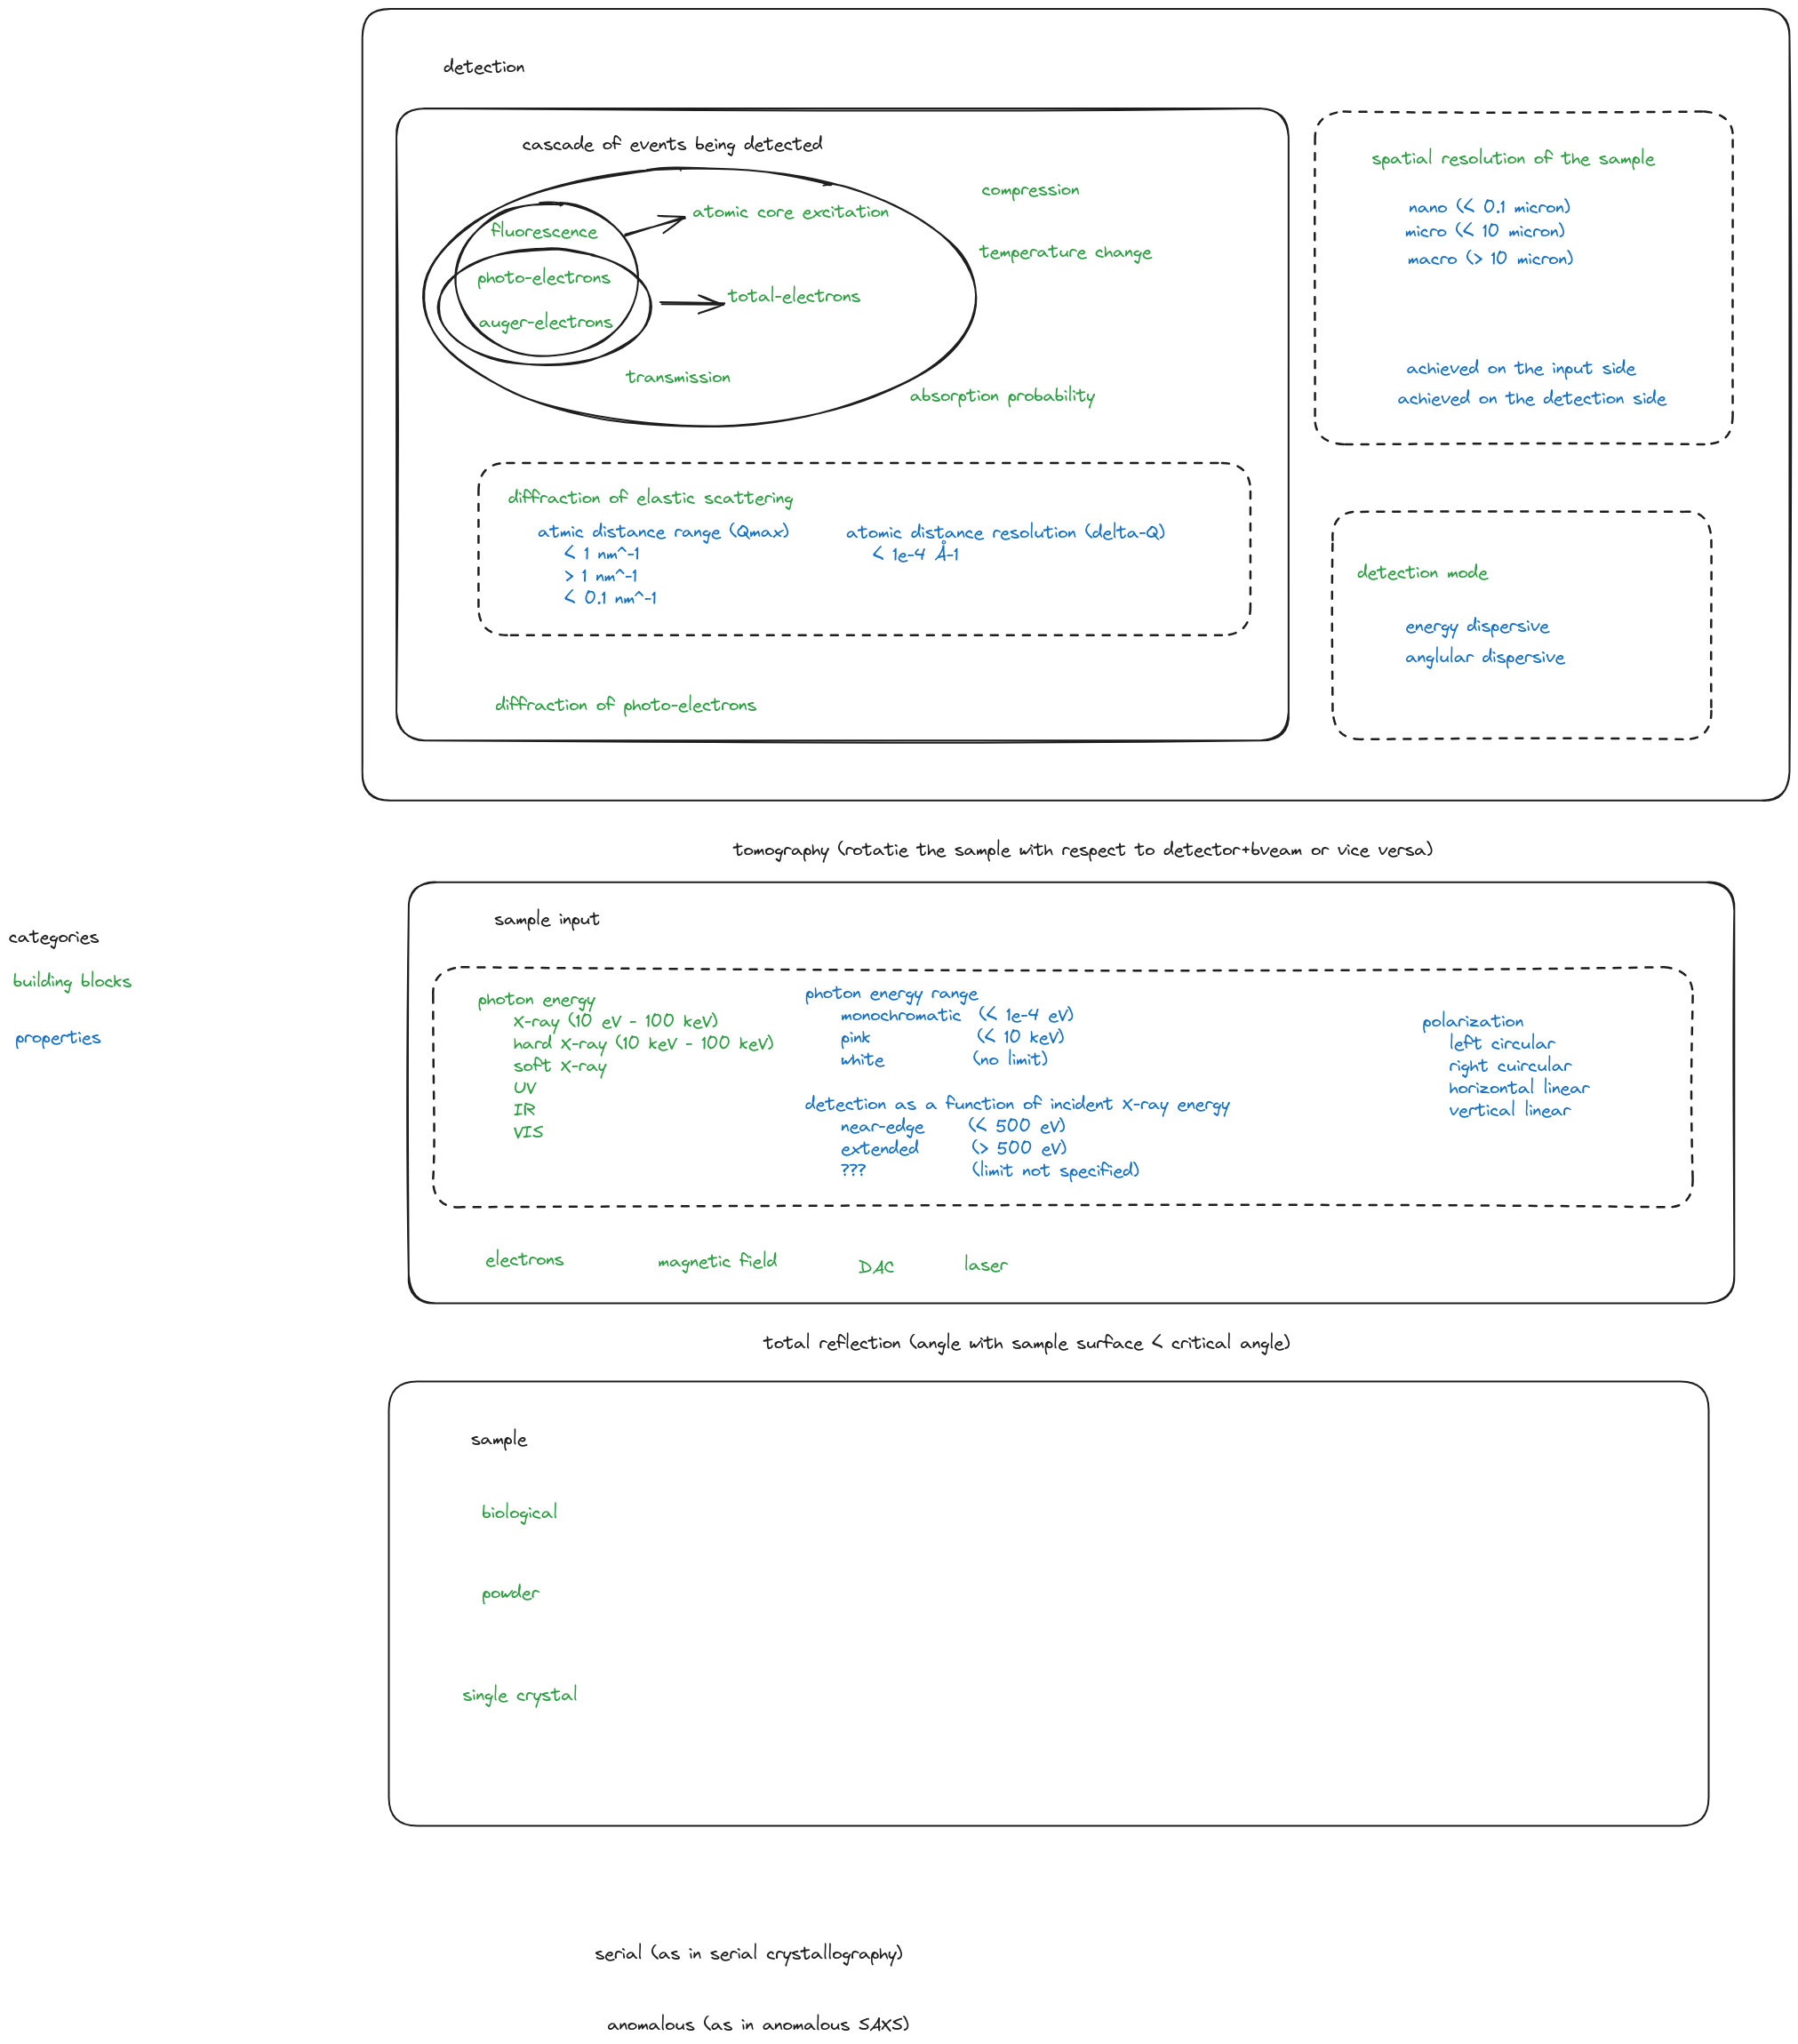 detection
cascade of events being detected
compression
atomic core excitation
fluorescence
temperature change
photo-electrons
total-electrons
auger-electrons
transmission
absorption probability
diffraction of elastic scattering
atmic distance range (Qmax)
< 1 nm^-1
> 1 nm^-1
< 0.1 nm^-1
atomic distance resolution (delta-Q)
< 1e-4 Å-1
diffraction of photo-electrons
spatial resolution of the sample
nano (< 0.1 micron)
micro (< 10 micron)
macro (> 10 micron)
achieved on the input side
achieved on the detection side
detection mode
energy dispersive
anglular dispersive
tomography (rotatie the sample with respect to detector+bveam or vice versa)
categories
building blocks
properties
sample input
photon energy
X-ray (10 eV - 100 keV)
hard X-ray (10 keV - 100 keV)
soft X-ray
UV
IR
VIS
photon energy range
monochromatic (< 1e-4 eV)
pink (< 10 keV)
white (no limit)
detection as a function of incident X-ray energy
near-edge (< 500 eV)
extended (> 500 eV)
??? (limit not specified)
polarization
left circular
right cuircular
horizontal linear
vertical linear
electrons
magnetic field
DAC
laser
total reflection (angle with sample surface < critical angle)
sample
biological
powder
single crystal
serial (as in serial crystallography)
anomalous (as in anomalous SAXS)